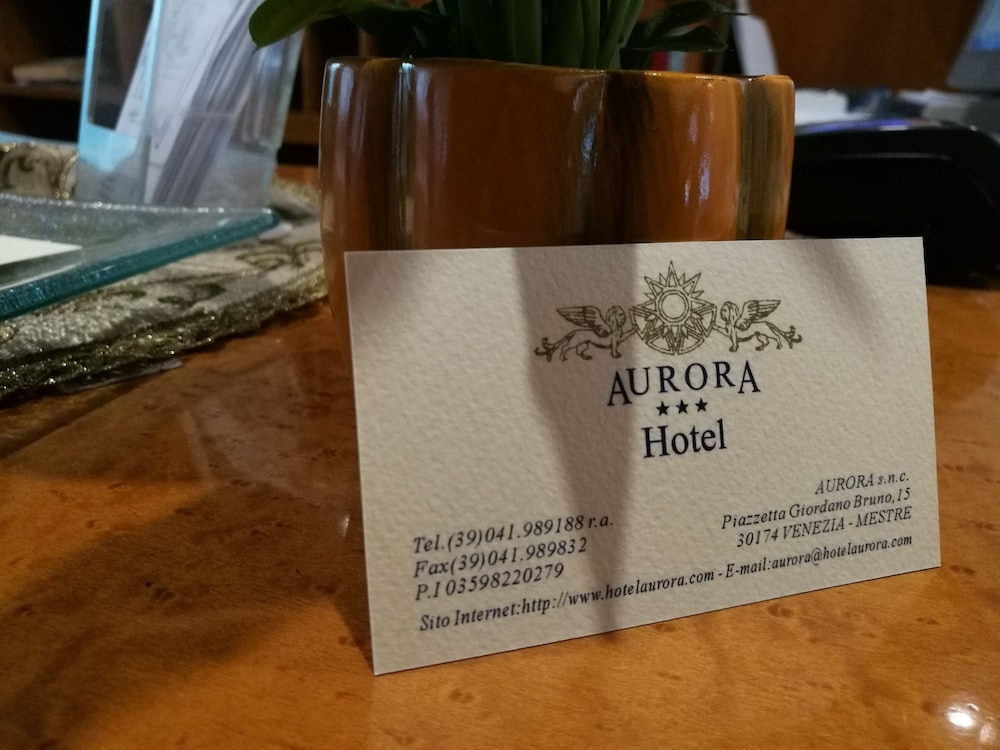 AURORA
★★★
Hotel
AURORA s.n.c.
Piazzetta Giordano Bruno,15
30174 VENEZIA - MESTRE
Tel.(39)041.989188 r.a.
Fax(39)041.989832
P.I 03598220279
Sito Internet:http://www.hotelaurora.com - E-mail:aurora@hotelaurora.com